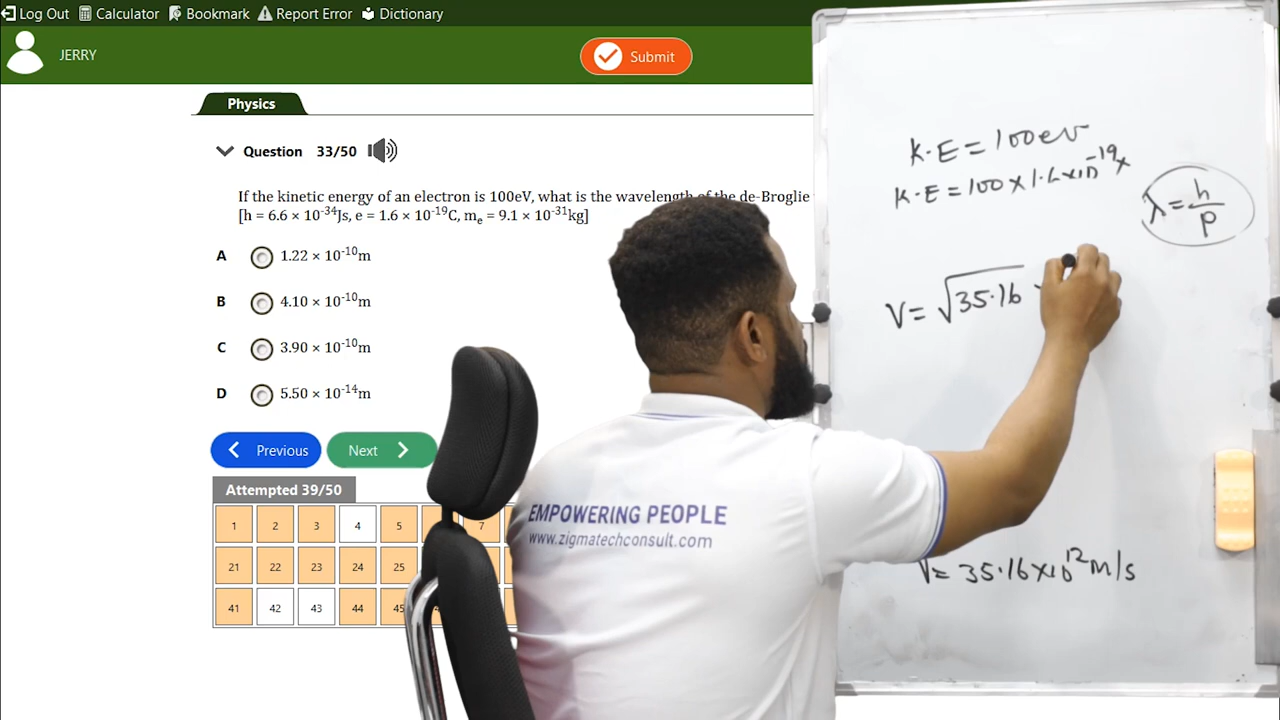 Log Out Calculator Bookmark Report Error Dictionary
JERRY
Submit
Physics
Question 33/50
If the kinetic energy of an electron is 100eV, what is the wavelength of the de-Broglie
[h = 6.6 × 10⁻³⁴Js, e = 1.6 × 10⁻¹⁹C, mₑ = 9.1 × 10⁻³¹kg]
A 1.22 × 10⁻¹⁰m
B 4.10 × 10⁻¹⁰m
C 3.90 × 10⁻¹⁰m
D 5.50 × 10⁻¹⁴m
Previous Next
Attempted 39/50
1 2 3 4 5 7
21 22 23 24 25
41 42 43 44 45
EMPOWERING PEOPLE
www.zigmatechconsult.com
K.E = 100ev
K.E = 100 × 1.6×10⁻¹⁹
λ = h/p
V = √35.16
V = 35.16×10¹² m/s